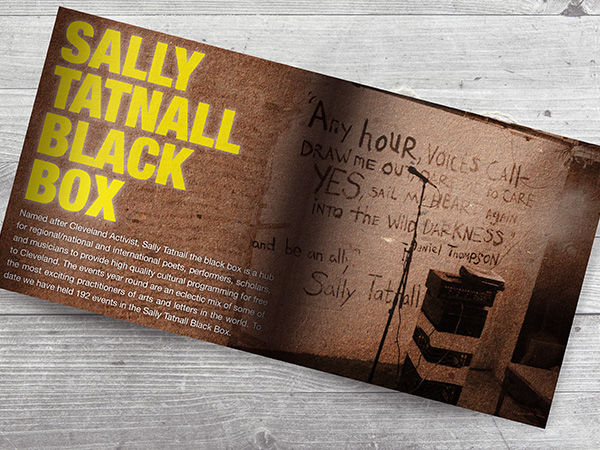 SALLY
TATNALL
BLACK
BOX
Named after Cleveland Activist, Sally Tatnall the black box is a hub
for regional/national and international poets, performers, scholars,
and musicians to provide high quality cultural programming for free
to Cleveland. The events year round are an eclectic mix of some of
the most exciting practitioners of arts and letters in the world. To
date we have held 192 events in the Sally Tatnall Black Box.
"Any hour, VOICES CALL—
DRAW ME OUT TO CARE
YES, SAIL MY HEART Again
INTO the Wild DARKNESS."
-Daniel Thompson
and be an ally"
Sally Tatnall